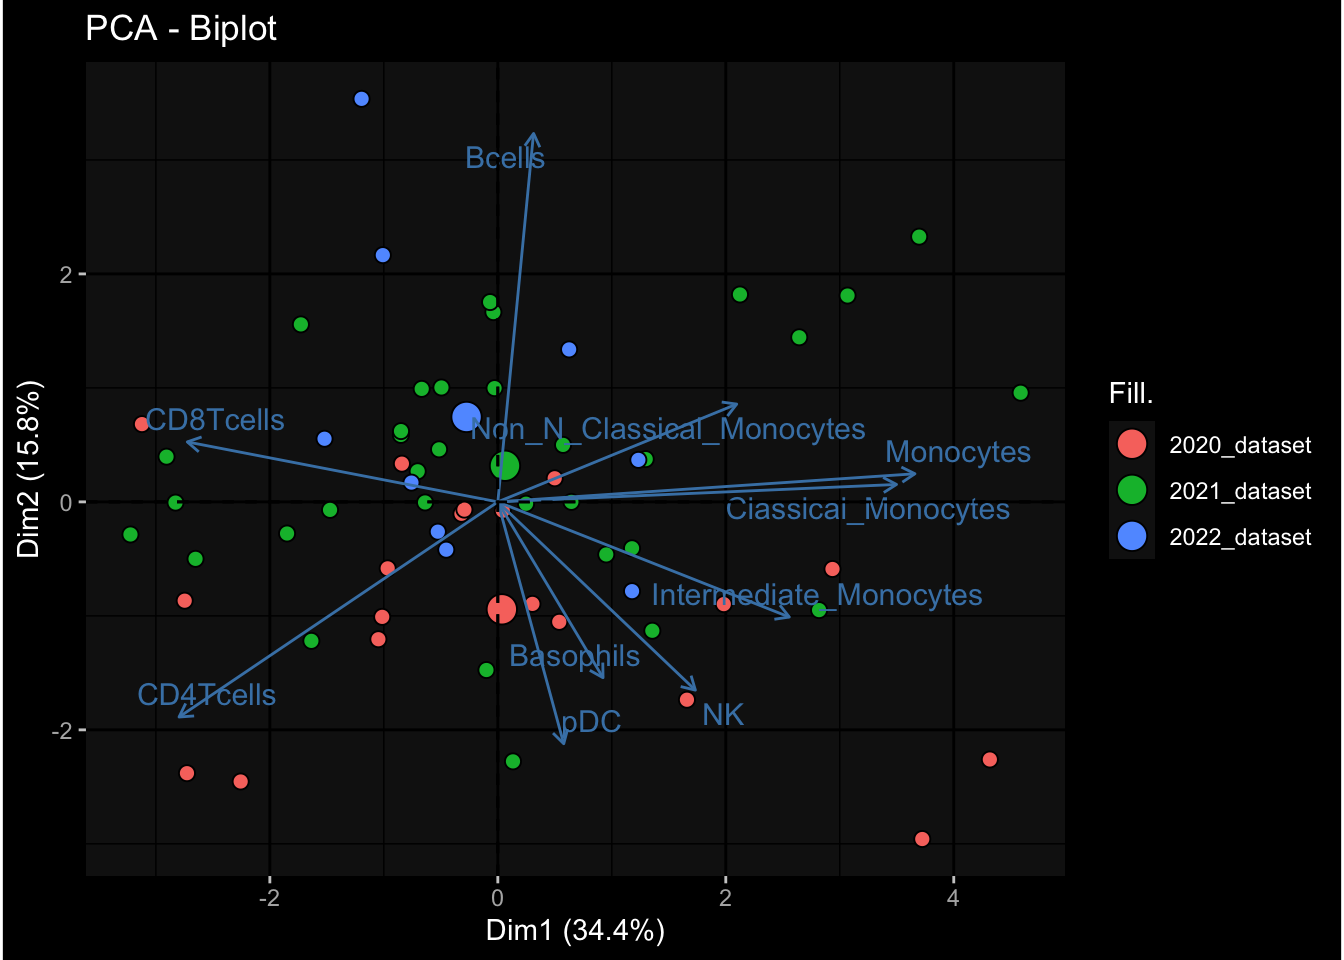 PCA - Biplot
Bcells
CD8Tcells
Non_N_Classical_Monocytes
Monocytes
Classical_Monocytes
Intermediate_Monocytes
Basophils
CD4Tcells
pDC
NK
2
0
-2
-2
0
2
4
Dim1 (34.4%)
Dim2 (15.8%)
Fill.
2020_dataset
2021_dataset
2022_dataset